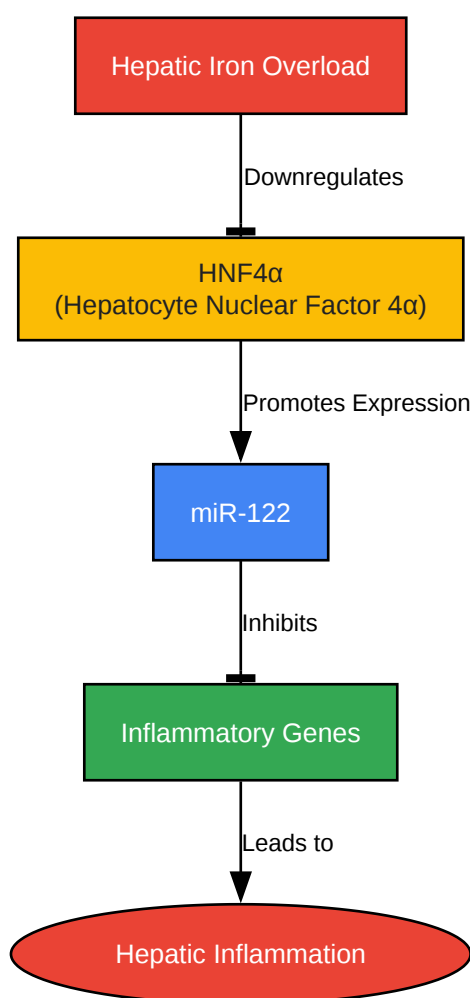 Hepatic Iron Overload
Downregulates
HNF4α
(Hepatocyte Nuclear Factor 4α)
Promotes Expression
miR-122
Inhibits
Inflammatory Genes
Leads to
Hepatic Inflammation